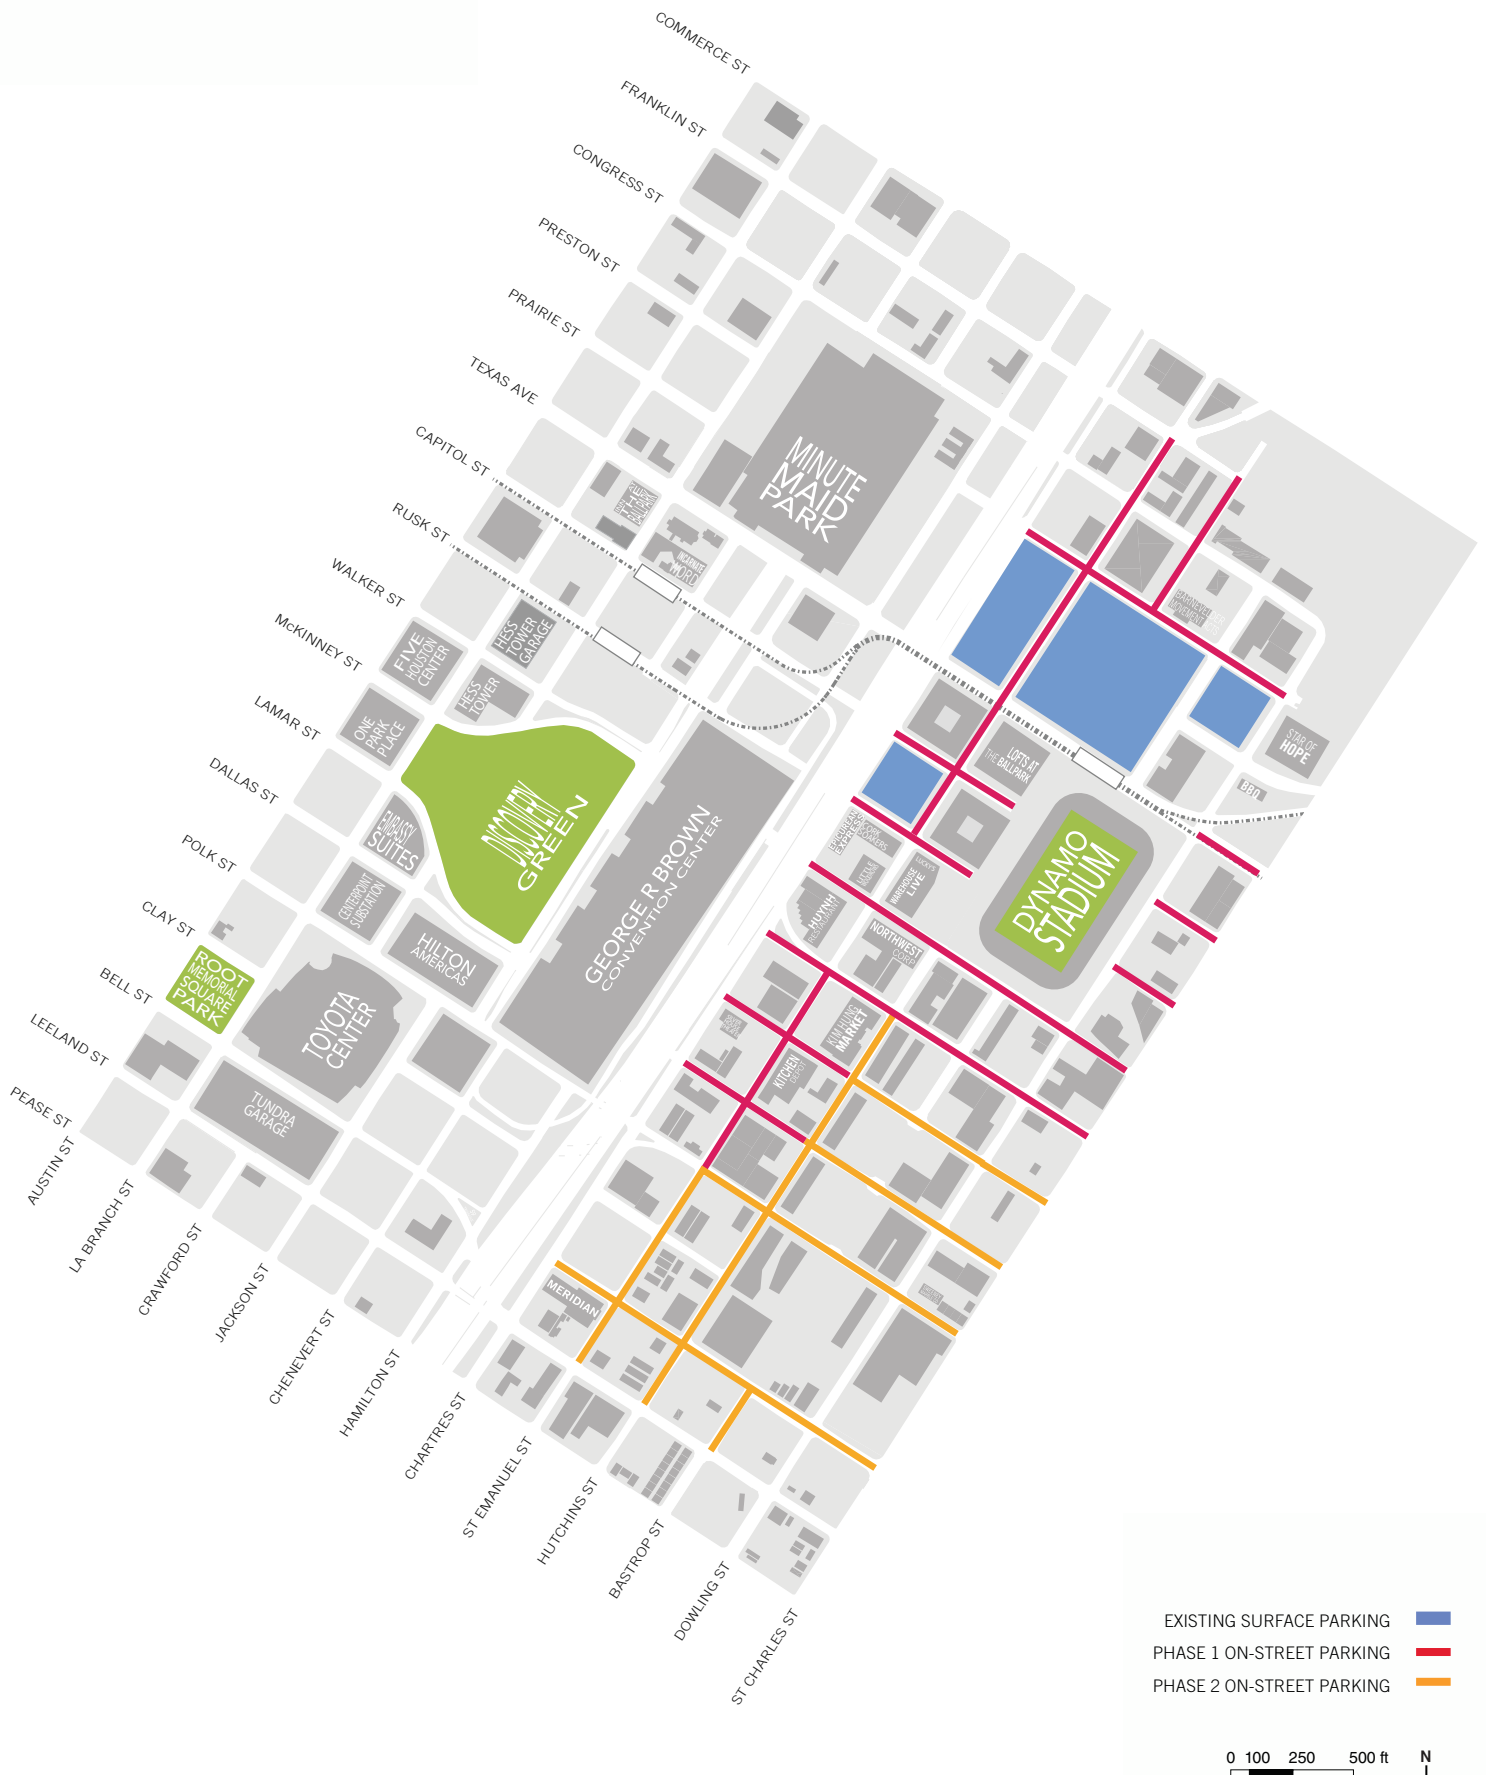 COMMERCE ST
FRANKLIN ST
CONGRESS ST
PRESTON ST
PRAIRIE ST
TEXAS AVE
CAPITOL ST
RUSK ST
WALKER ST
McKINNEY ST
LAMAR ST
DALLAS ST
POLK ST
CLAY ST
BELL ST
LEELAND ST
PEASE ST
AUSTIN ST
LA BRANCH ST
CRAWFORD ST
JACKSON ST
CHENEVERT ST
HAMILTON ST
CHARTRES ST
ST EMANUEL ST
HUTCHINS ST
BASTROP ST
DOWLING ST
ST CHARLES ST
MINUTE
MAID
PARK
INCARNATE
WORD
HESS
TOWER
GARAGE
FIVE
HOUSTON
CENTER
HESS
TOWER
ONE
PARK
PLACE
DISCOVERY
GREEN
EMBASSY
SUITES
CENTERPOINT
SUBSTATION
HILTON
AMERICAS
GEORGE R BROWN
CONVENTION CENTER
ROOT
MEMORIAL
SQUARE
PARK
TOYOTA
CENTER
TUNDRA
GARAGE
STAR OF
HOPE
BBQ
LOFTS AT
THE BALLPARK
DYNAMO
STADIUM
EPICUREAN
EXPRESS
LUCKY'S
WAREHOUSE
LIVE
HUYNH
RESTAURANT
NORTHWEST
CORP
KIM HUNG
MARKET
KITCHEN
DEPOT
MERIDIAN
EXISTING SURFACE PARKING
PHASE 1 ON-STREET PARKING
PHASE 2 ON-STREET PARKING
0 100 250 500 ft
N